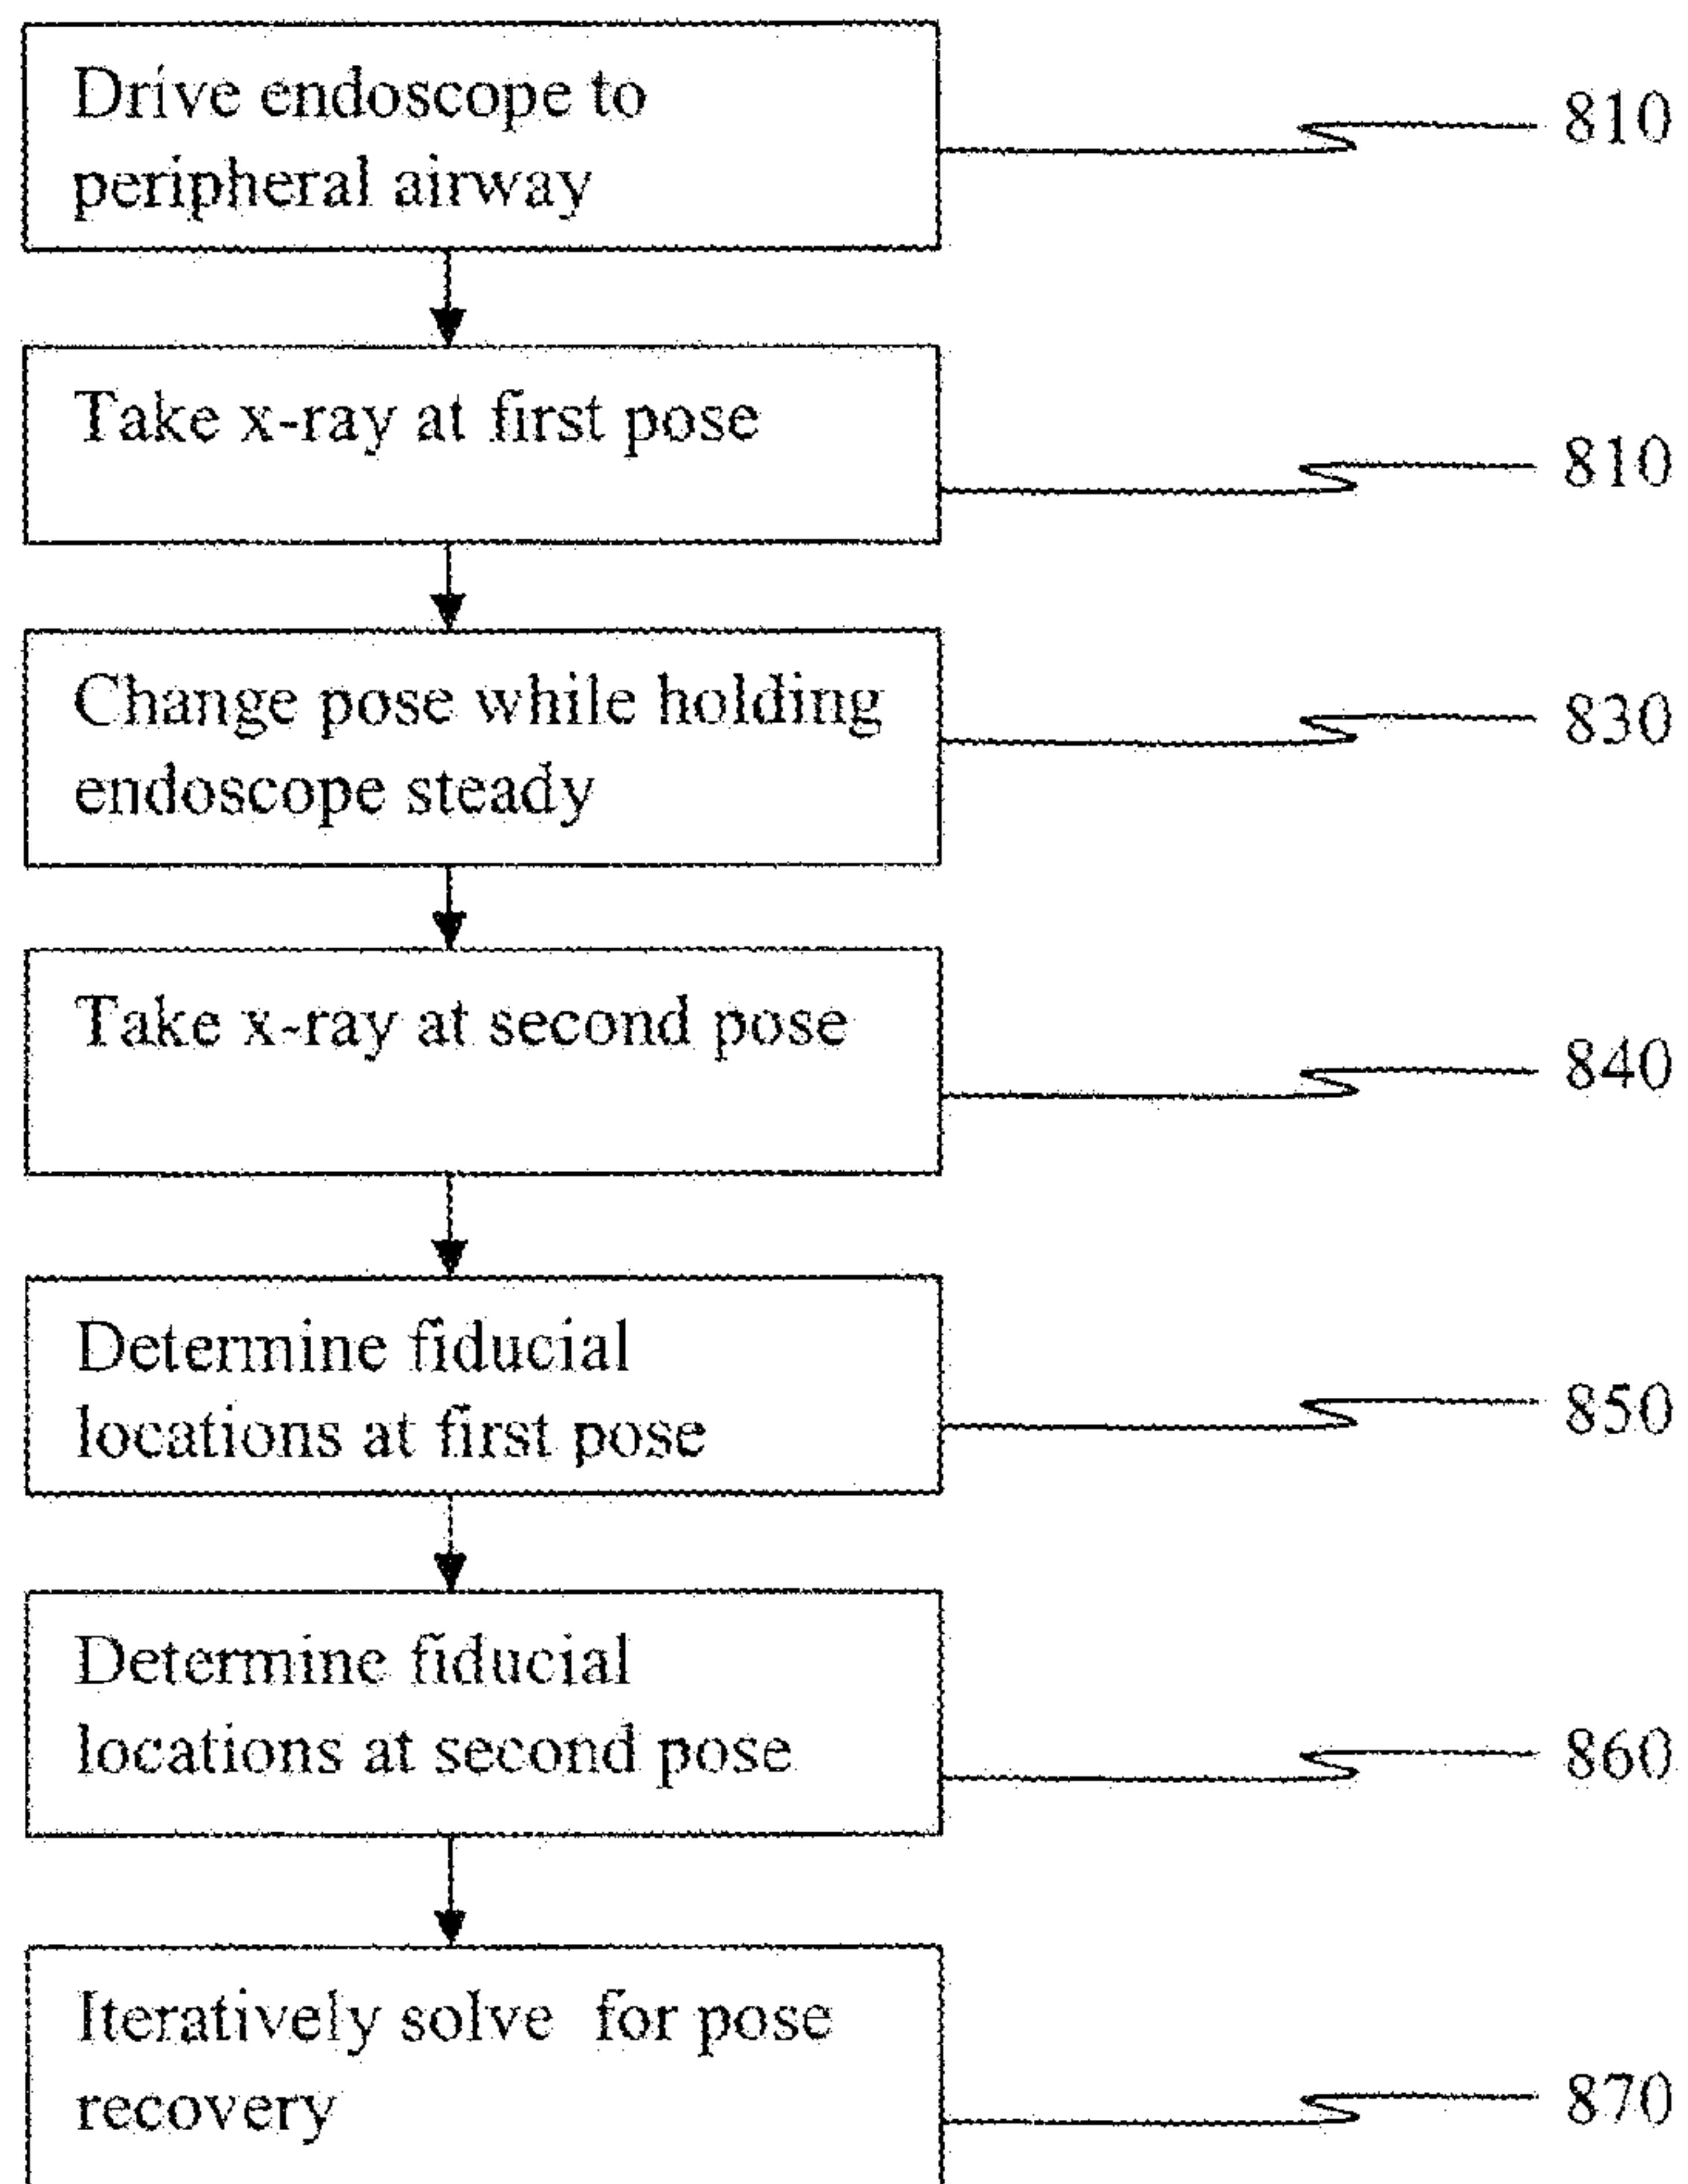 Drive endoscope to
peripheral airway
810
Take x-ray at first pose
810
Change pose while holding
endoscope steady
830
Take x-ray at second pose
840
Determine fiducial
locations at first pose
850
Determine fiducial
locations at second pose
860
Iteratively solve for pose
recovery
870